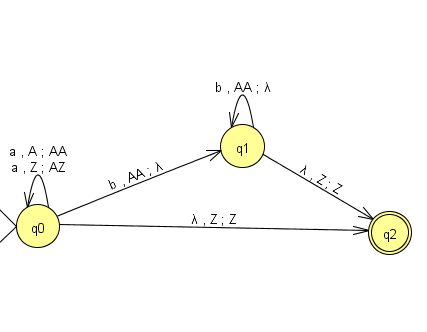 b , AA ; λ
a , A ; AA
a , Z ; AZ
q1
b , AA ; λ
λ , Z ; Z
λ , Z ; Z
q0
q2